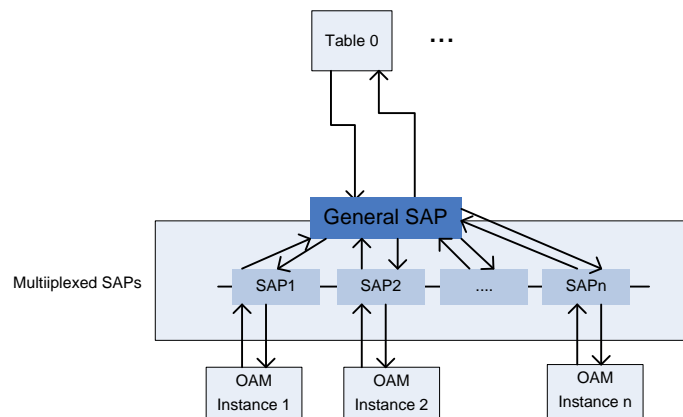 Table 0
...
General SAP
Multiiplexed SAPs
SAP1
SAP2
....
SAPn
OAM
Instance 1
OAM
Instance 2
OAM
Instance n